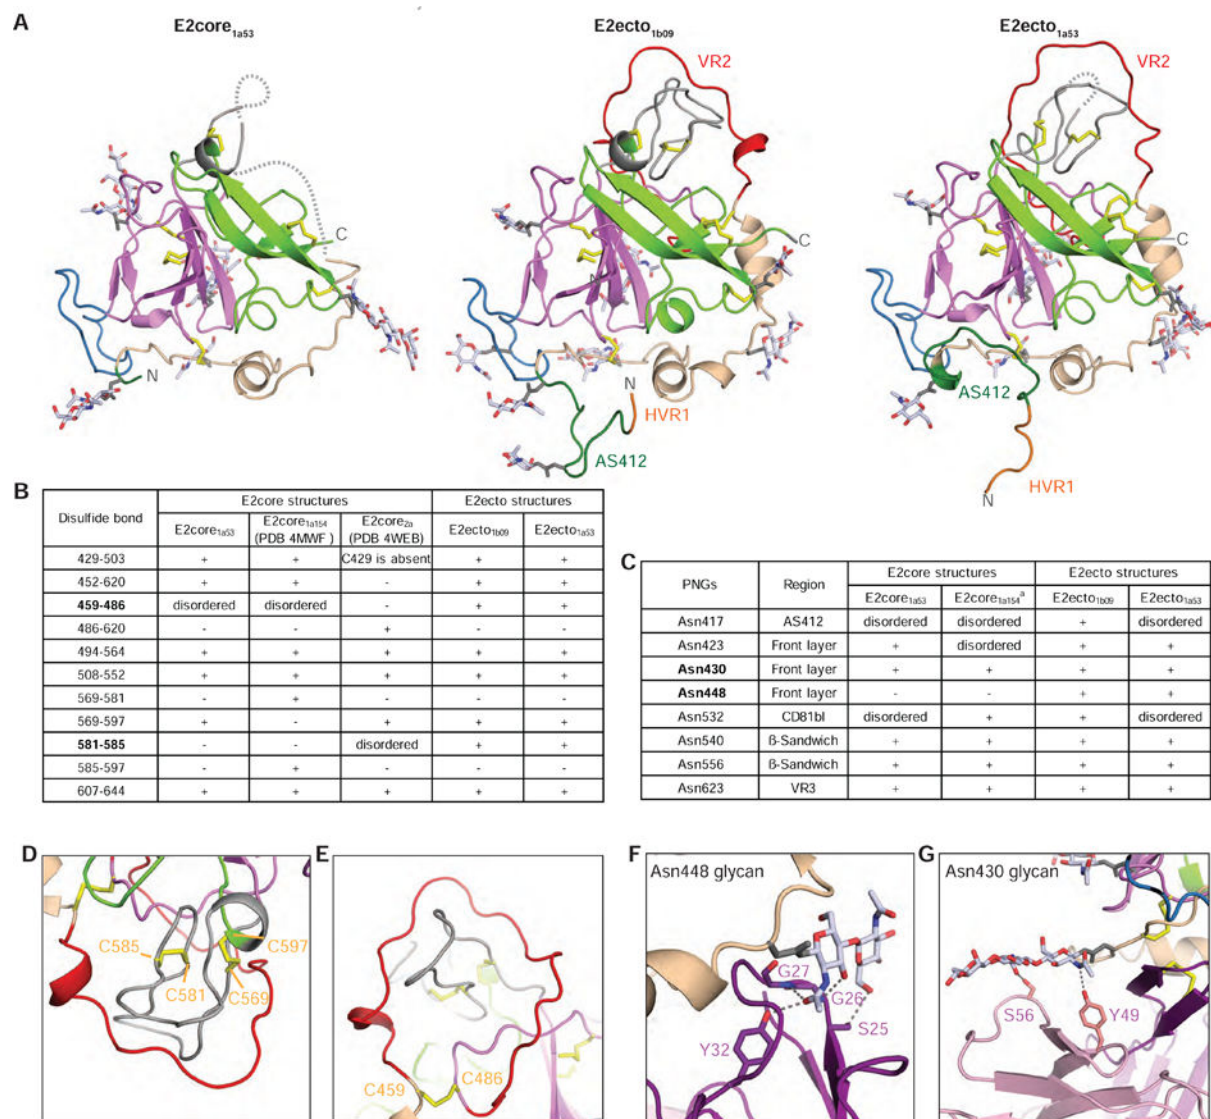 A
E2core1a53
E2ecto1b09
E2ecto1a53
VR2
VR2
C
C
C
N
N
N
HVR1
AS412
AS412
HVR1
N
B
Disulfide bond E2core structures E2ecto structures
E2core1a53 E2core1a154 (PDB 4MWF ) E2core2a (PDB 4WEB) E2ecto1b09 E2ecto1a53
429-503 + + C429 is absent + +
452-620 + + - + +
459-486 disordered disordered - + +
486-620 - - + - -
494-564 + + + + +
508-552 + + + + +
569-581 - + - - -
569-597 + - + + +
581-585 - - disordered + +
585-597 - + - - -
607-644 + + + + +
C
PNGs Region E2core structures E2ecto structures
E2core1a53 E2core1a154a E2ecto1b09 E2ecto1a53
Asn417 AS412 disordered disordered + disordered
Asn423 Front layer + disordered + +
Asn430 Front layer + + + +
Asn448 Front layer - - + +
Asn532 CD81bl disordered + + disordered
Asn540 ß-Sandwich + + + +
Asn556 ß-Sandwich + + + +
Asn623 VR3 + + + +
D
C585
C597
C581
C569
E
C459
C486
F
Asn448 glycan
G27
G26
S25
Y32
G
Asn430 glycan
S56
Y49